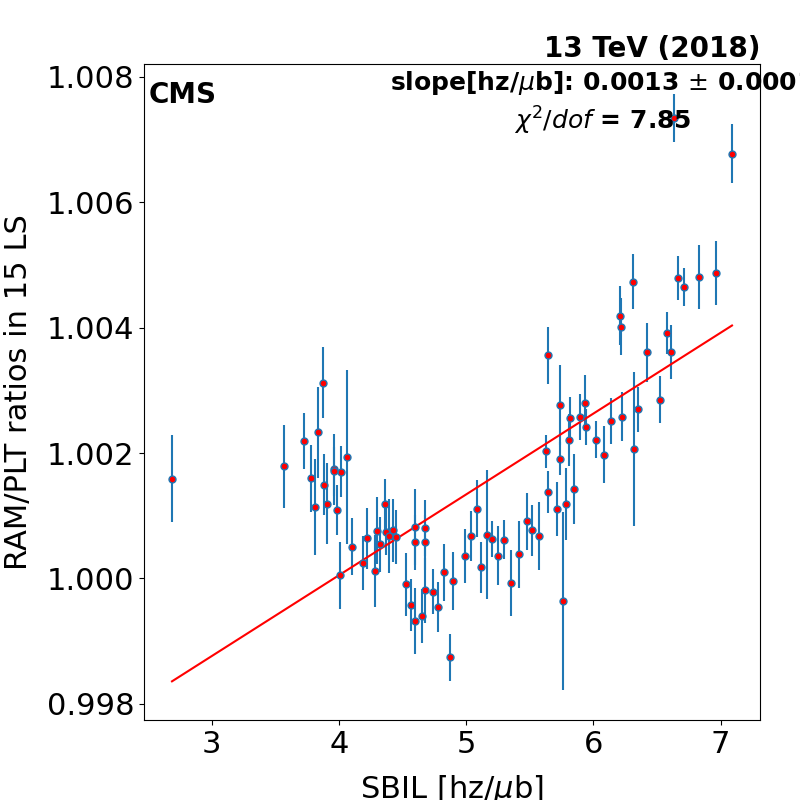 13 TeV (2018)
CMS
slope[hz/μb]: 0.0013 ± 0.000
χ²/dof = 7.85
RAM/PLT ratios in 15 LS
1.008
1.006
1.004
1.002
1.000
0.998
3 4 5 6 7
SBIL [hz/μb]